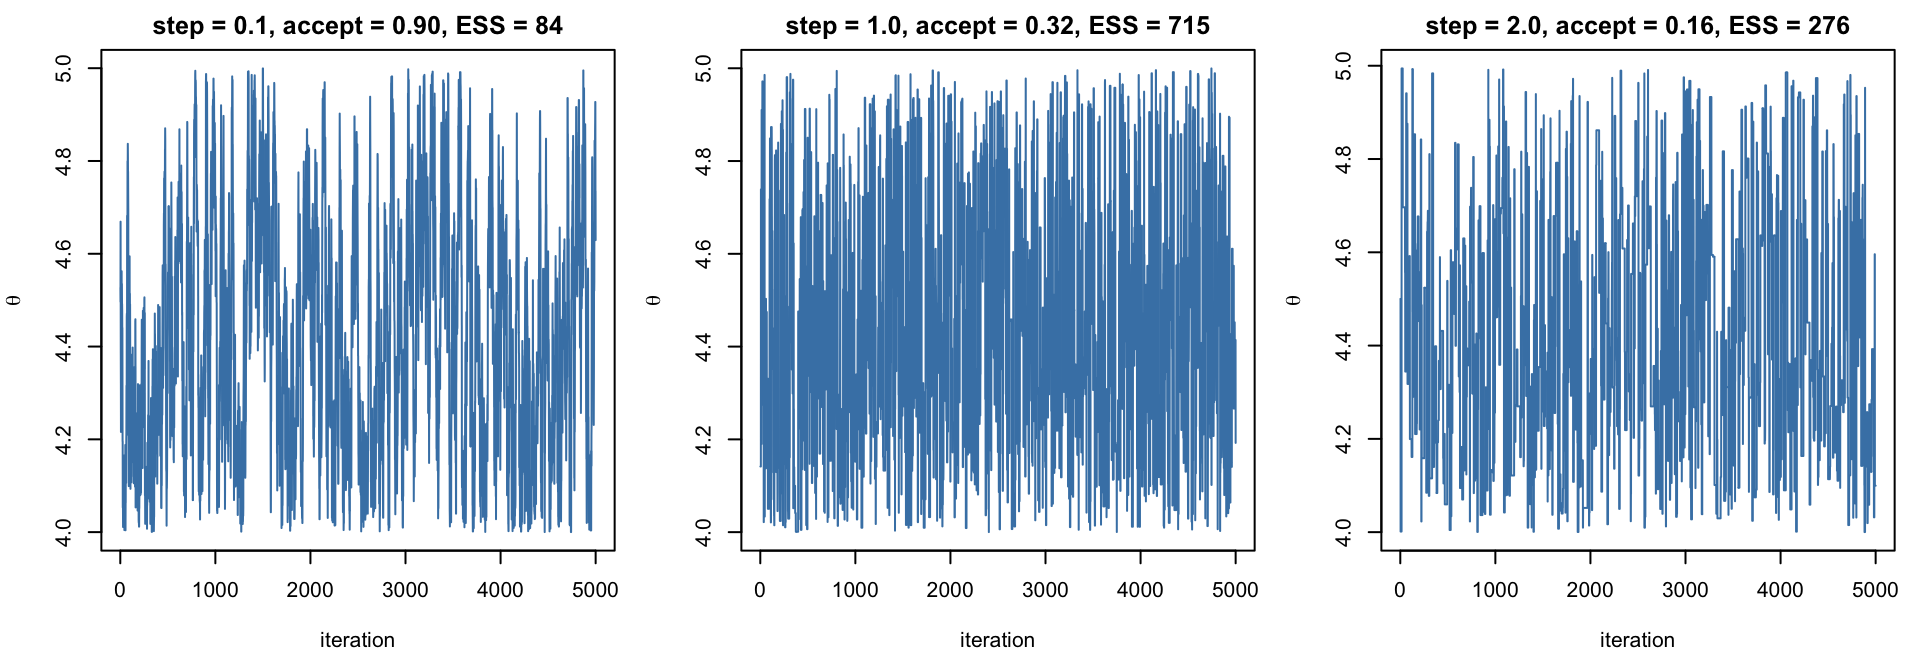 step = 0.1, accept = 0.90, ESS = 84
θ
5.0
4.8
4.6
4.4
4.2
4.0
0 1000 2000 3000 4000 5000
iteration
step = 1.0, accept = 0.32, ESS = 715
θ
5.0
4.8
4.6
4.4
4.2
4.0
0 1000 2000 3000 4000 5000
iteration
step = 2.0, accept = 0.16, ESS = 276
θ
5.0
4.8
4.6
4.4
4.2
4.0
0 1000 2000 3000 4000 5000
iteration